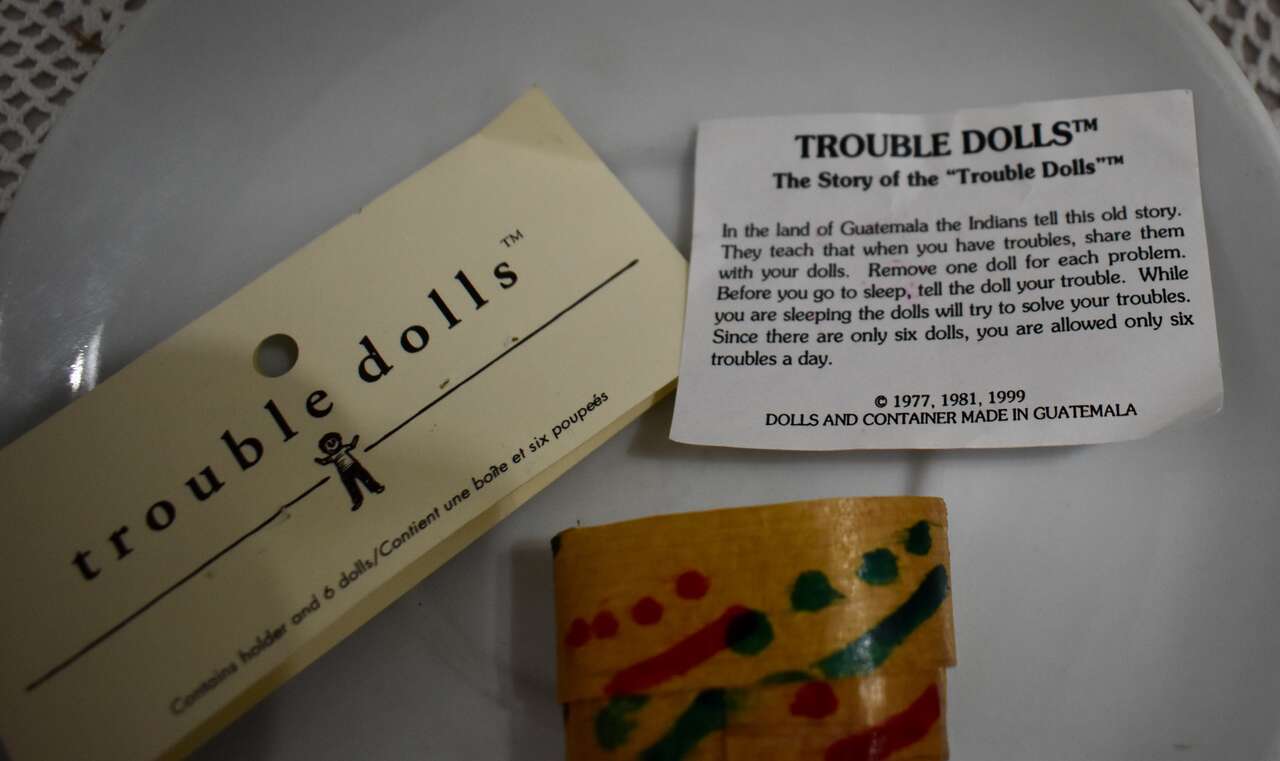 trouble dolls™
Contains holder and 6 dolls/Contient une boîte et six poupeés
TROUBLE DOLLS™
The Story of the "Trouble Dolls"™
In the land of Guatemala the Indians tell this old story.
They teach that when you have troubles, share them
with your dolls. Remove one doll for each problem.
Before you go to sleep, tell the doll your trouble. While
you are sleeping the dolls will try to solve your troubles.
Since there are only six dolls, you are allowed only six
troubles a day.
© 1977, 1981, 1999
DOLLS AND CONTAINER MADE IN GUATEMALA